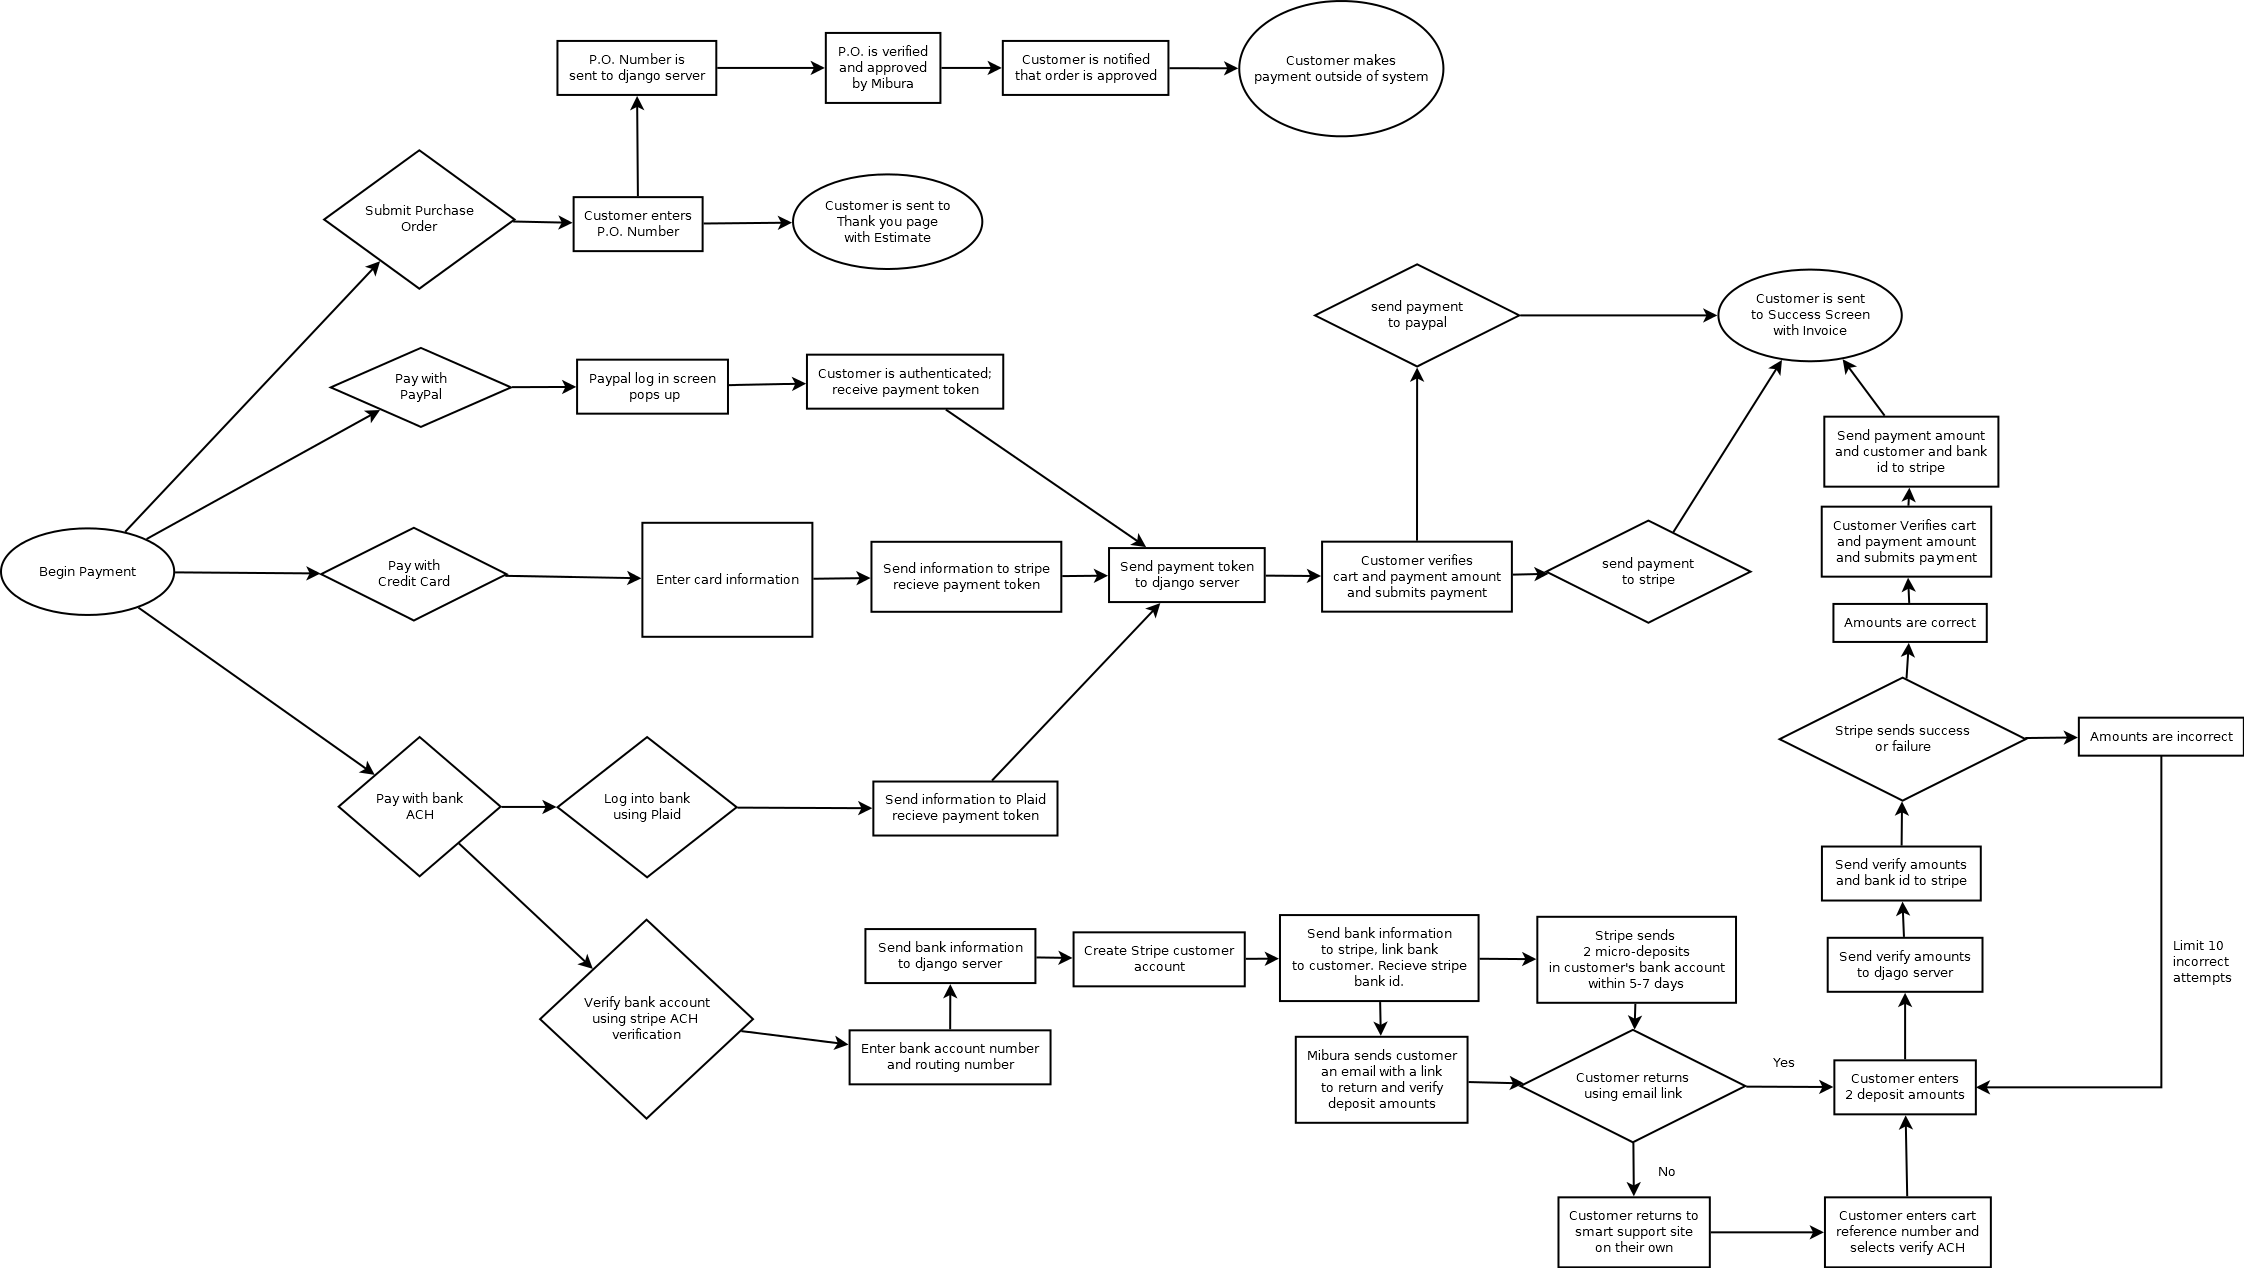 P.O. Number is
sent to django server
P.O. is verified
and approved
by Mibura
Customer is notified
that order is approved
Customer makes
payment outside of system
Submit Purchase
Order
Customer enters
P.O. Number
Customer is sent to
Thank you page
with Estimate
send payment
to paypal
Customer is sent
to Success Screen
with Invoice
Pay with
PayPal
Paypal log in screen
pops up
Customer is authenticated;
receive payment token
Send payment amount
and customer and bank
id to stripe
Customer Verifies cart
and payment amount
and submits payment
Begin Payment
Pay with
Credit Card
Enter card information
Send information to stripe
recieve payment token
Send payment token
to django server
Customer verifies
cart and payment amount
and submits payment
send payment
to stripe
Amounts are correct
Stripe sends success
or failure
Amounts are incorrect
Pay with bank
ACH
Log into bank
using Plaid
Send information to Plaid
recieve payment token
Send verify amounts
and bank id to stripe
Send bank information
to django server
Create Stripe customer
account
Send bank information
to stripe, link bank
to customer. Recieve stripe
bank id.
Stripe sends
2 micro-deposits
in customer's bank account
within 5-7 days
Send verify amounts
to djago server
Limit 10
incorrect
attempts
Verify bank account
using stripe ACH
verification
Enter bank account number
and routing number
Mibura sends customer
an email with a link
to return and verify
deposit amounts
Customer returns
using email link
Yes
Customer enters
2 deposit amounts
No
Customer returns to
smart support site
on their own
Customer enters cart
reference number and
selects verify ACH